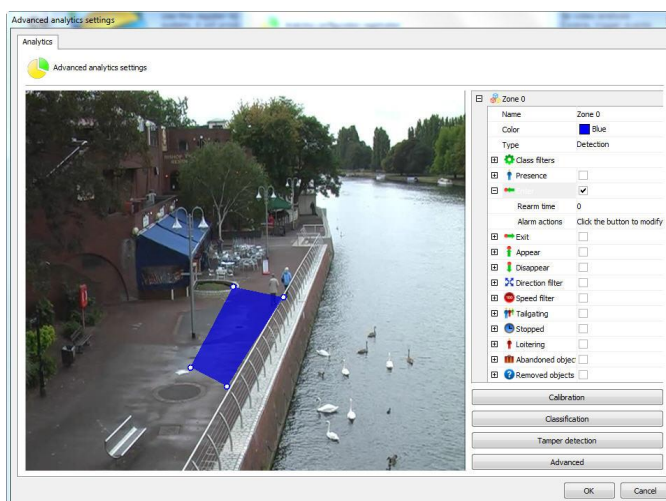 Advanced analytics settings
Analytics
Advanced analytics settings
Zone 0
Name Zone 0
Color Blue
Type Detection
Class filters
Presence
Rearm time 0
Alarm actions Click the button to modify
Exit
Appear
Disappear
Direction filter
Speed filter
Tailgating
Stopped
Loitering
Abandoned objec
Removed objects
Calibration
Classification
Tamper detection
Advanced
OK Cancel